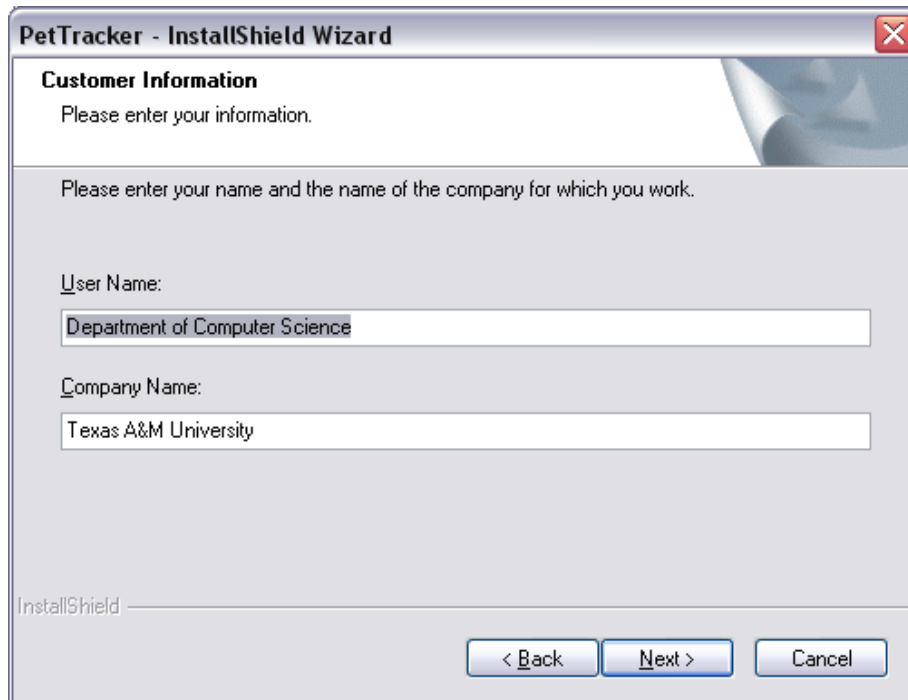 PetTracker - InstallShield Wizard
Customer Information
Please enter your information.
Please enter your name and the name of the company for which you work.
User Name:
Department of Computer Science
Company Name:
Texas A&M University
InstallShield
< Back Next > Cancel